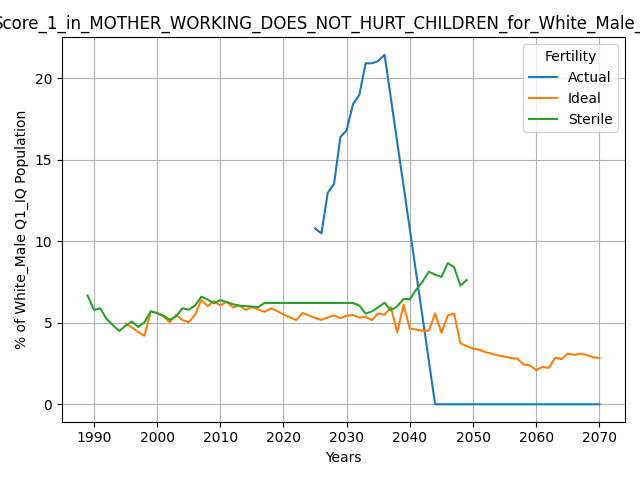 Score_1_in_MOTHER_WORKING_DOES_NOT_HURT_CHILDREN_for_White_Male_
Fertility
Actual
Ideal
Sterile
% of White_Male Q1_IQ Population
20
15
10
5
0
1990 2000 2010 2020 2030 2040 2050 2060 2070
Years